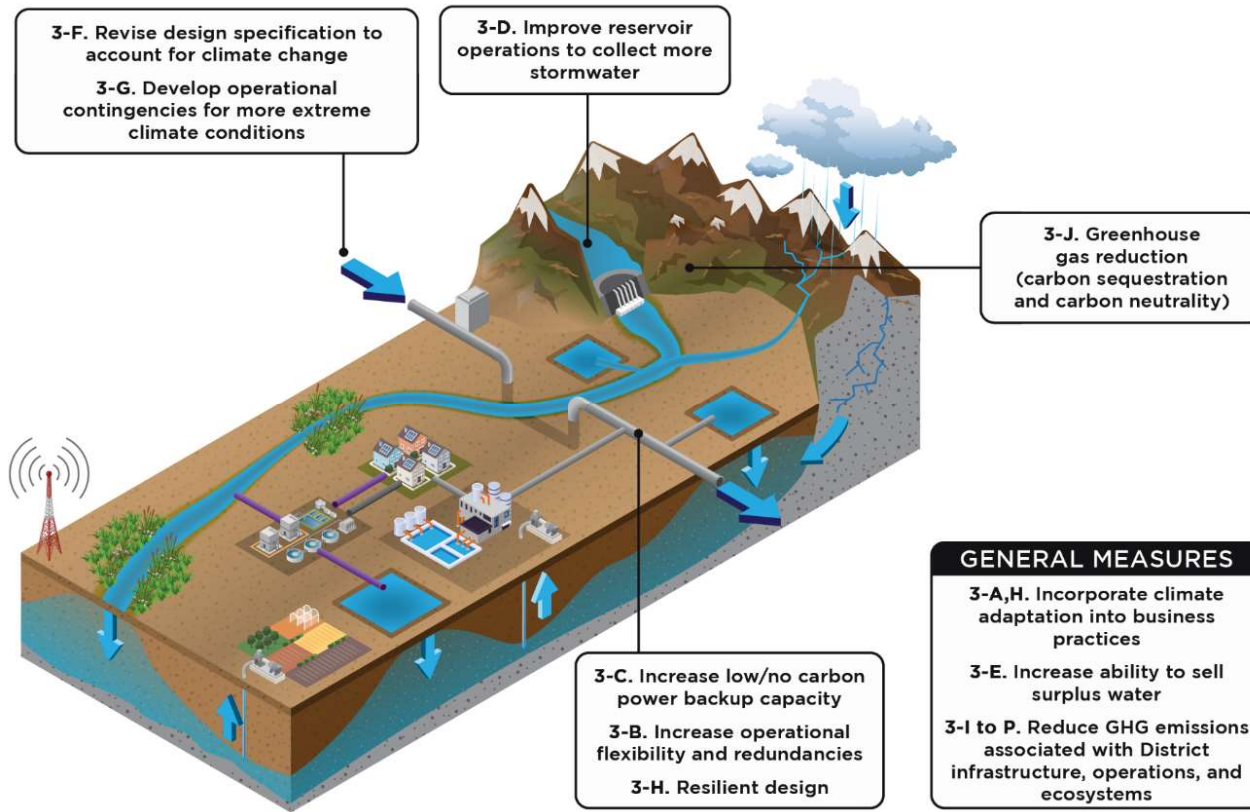 3-F. Revise design specification to
account for climate change
3-G. Develop operational
contingencies for more extreme
climate conditions
3-D. Improve reservoir
operations to collect more
stormwater
3-J. Greenhouse
gas reduction
(carbon sequestration
and carbon neutrality)
3-C. Increase low/no carbon
power backup capacity
3-B. Increase operational
flexibility and redundancies
3-H. Resilient design
GENERAL MEASURES
3-A,H. Incorporate climate
adaptation into business
practices
3-E. Increase ability to sell
surplus water
3-I to P. Reduce GHG emissions
associated with District
infrastructure, operations, and
ecosystems